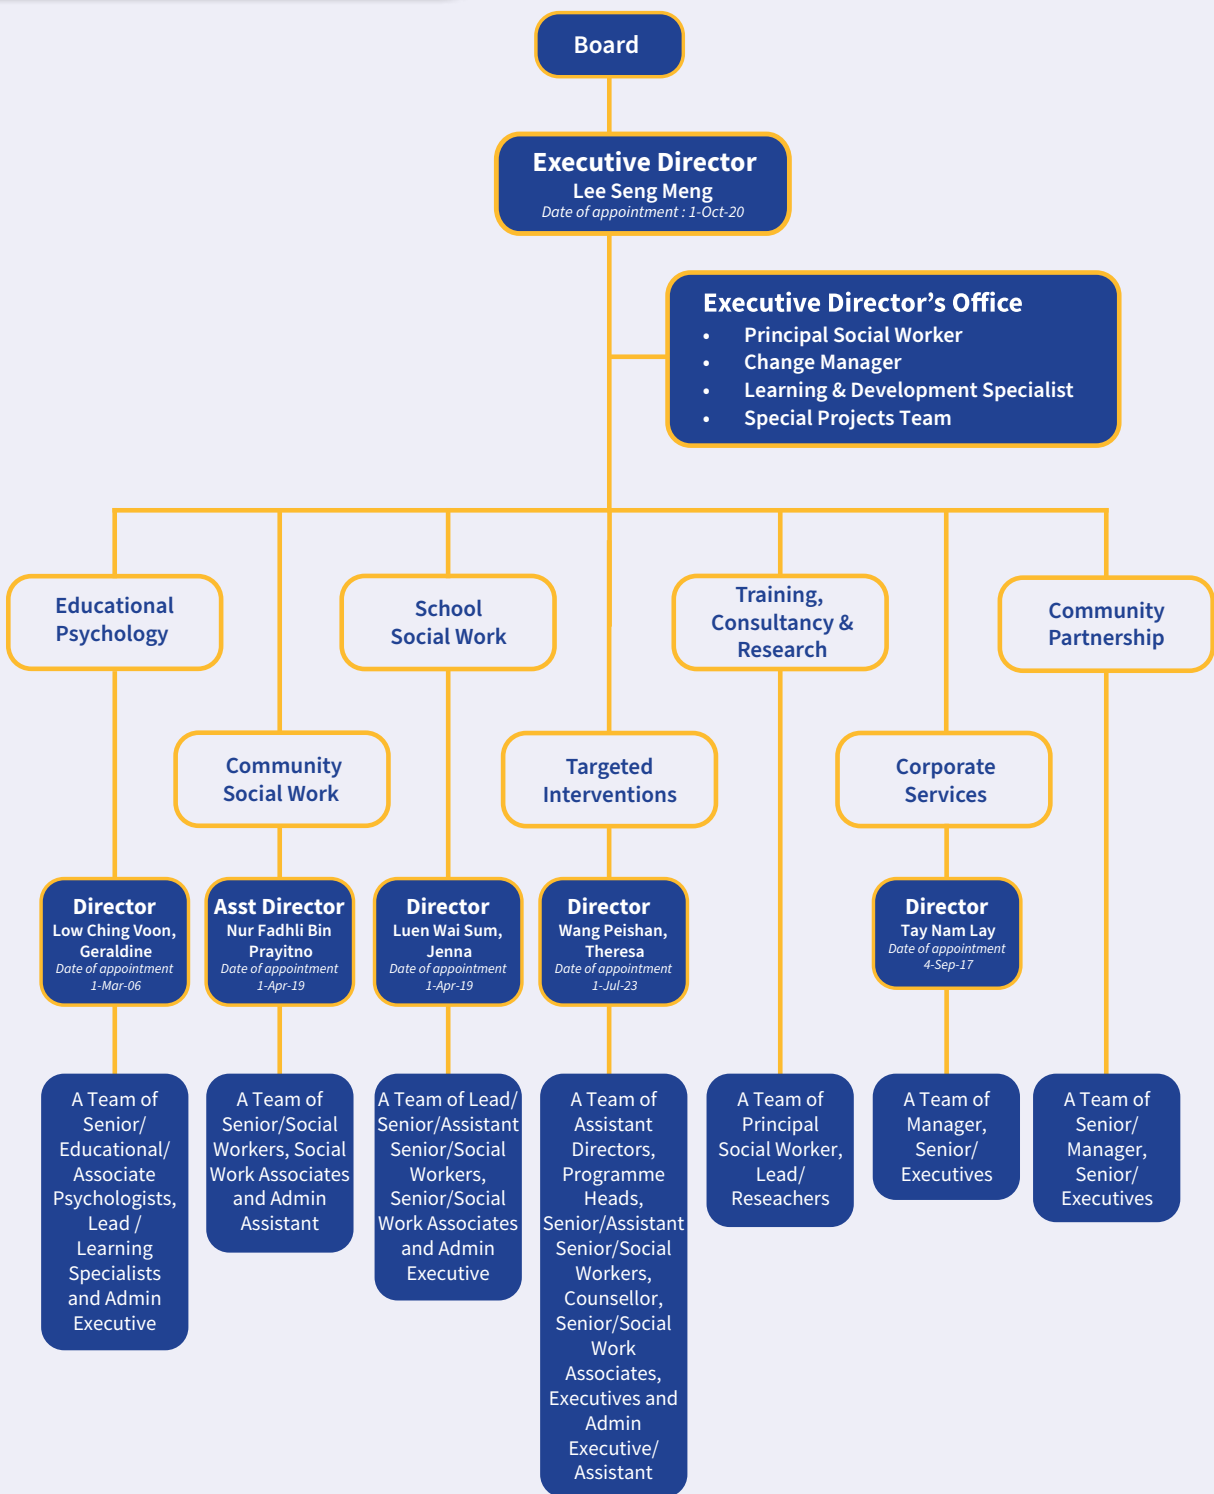 Board
Executive Director
Lee Seng Meng
Date of appointment : 1-Oct-20
Executive Director’s Office
• Principal Social Worker
• Change Manager
• Learning & Development Specialist
• Special Projects Team
Educational
Psychology
School
Social Work
Training,
Consultancy &
Research
Community
Partnership
Community
Social Work
Targeted
Interventions
Corporate
Services
Director
Low Ching Voon,
Geraldine
Date of appointment
1-Mar-06
Asst Director
Nur Fadhli Bin
Prayitno
Date of appointment
1-Apr-19
Director
Luen Wai Sum,
Jenna
Date of appointment
1-Apr-19
Director
Wang Peishan,
Theresa
Date of appointment
1-Jul-23
Director
Tay Nam Lay
Date of appointment
4-Sep-17
A Team of
Senior/
Educational/
Associate
Psychologists,
Lead /
Learning
Specialists
and Admin
Executive
A Team of
Senior/Social
Workers, Social
Work Associates
and Admin
Assistant
A Team of Lead/
Senior/Assistant
Senior/Social
Workers,
Senior/Social
Work Associates
and Admin
Executive
A Team of
Assistant
Directors,
Programme
Heads,
Senior/Assistant
Senior/Social
Workers,
Counsellor,
Senior/Social
Work
Associates,
Executives and
Admin
Executive/
Assistant
A Team of
Principal
Social Worker,
Lead/
Reseachers
A Team of
Manager,
Senior/
Executives
A Team of
Senior/
Manager,
Senior/
Executives